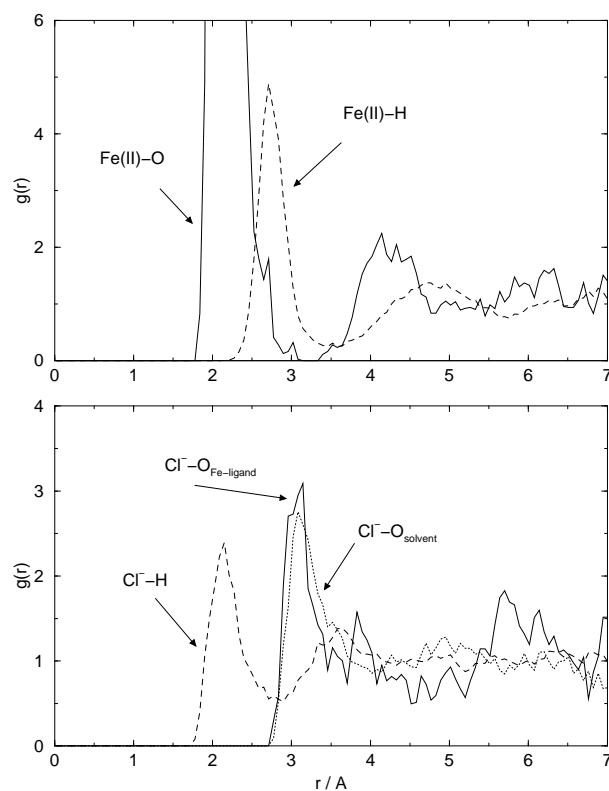 6
4
2
0
g(r)
Fe(II)−O
Fe(II)−H
0 1 2 3 4 5 6 7
4
3
2
1
0
g(r)
Cl⁻−O_Fe−ligand
Cl⁻−O_solvent
Cl⁻−H
0 1 2 3 4 5 6 7
r / A